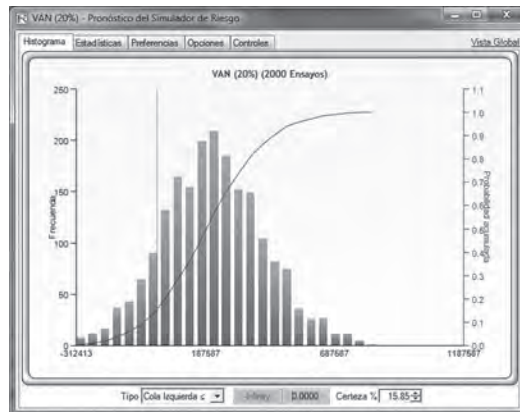 VAN (20%) - Pronóstico del Simulador de Riesgo
Histograma Estadísticas Preferencias Opciones Controles Vista Global
VAN (20%) (2000 Ensayos)
250
200
150
100
50
0
Frecuencia
1.1
1.0
0.9
0.8
0.7
0.6
0.5
0.4
0.3
0.2
0.1
0.0
Probabilidad
-312413 187587 687587 1187587
Tipo Cola Izquierda ≤ -Infinity 0.0000 Certeza % 15.85